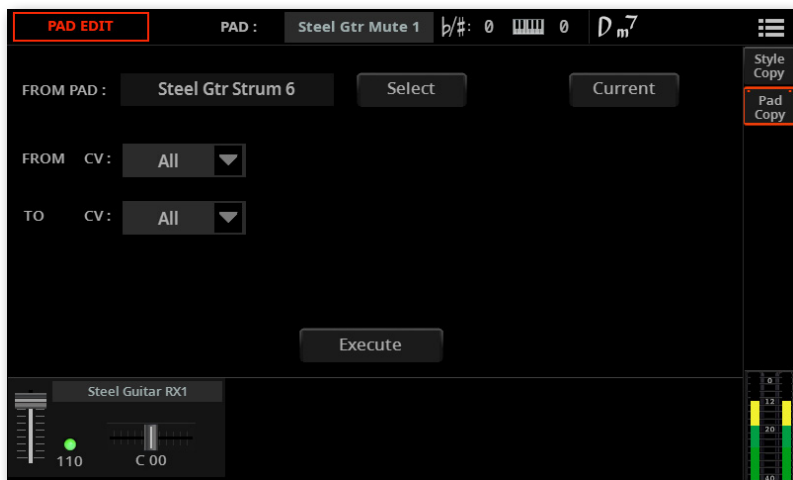 PAD EDIT PAD : Steel Gtr Mute 1 ♭/#: 0 0 Dm7
Style
Copy
FROM PAD : Steel Gtr Strum 6 Select Current
Pad
Copy
FROM CV : All
TO CV : All
Execute
Steel Guitar RX1
110 C 00
0
12
20
40